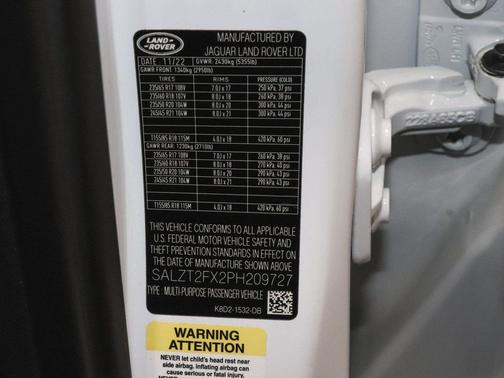 LAND-
ROVER
MANUFACTURED BY
JAGUAR LAND ROVER LTD
DATE: 11/22 GVWR: 2430kg (5355lb)
GAWR FRONT: 1340kg (2950lb)
TIRES RIMS PRESSURE (COLD)
235/65 R17 108V 7.0J x 17 250 kPa, 37 psi
235/60 R18 107V 8.0J x 18 260 kPa, 38 psi
235/50 R20 104W 8.0J x 20 300 kPa, 44 psi
245/45 R21 104W 8.0J x 21 300 kPa, 44 psi
T155/85 R18 115M 4.0J x 18 420 kPa, 60 psi
GAWR REAR: 1230kg (2710lb)
235/65 R17 108V 7.0J x 17 260 kPa, 38 psi
235/60 R18 107V 8.0J x 18 270 kPa, 40 psi
235/50 R20 104W 8.0J x 20 290 kPa, 43 psi
245/45 R21 104W 8.0J x 21 290 kPa, 43 psi
T155/85 R18 115M 4.0J x 18 420 kPa, 60 psi
THIS VEHICLE CONFORMS TO ALL APPLICABLE
U.S. FEDERAL MOTOR VEHICLE SAFETY AND
THEFT PREVENTION STANDARDS IN EFFECT ON
THE DATE OF MANUFACTURE SHOWN ABOVE
SALZT2FX2PH209727
TYPE: MULTI-PURPOSE PASSENGER VEHICLE
K8D2-1532-DB
WARNING
ATTENTION
NEVER let child's head rest near
side airbag. inflating airbag can
cause serious or fatal injury.